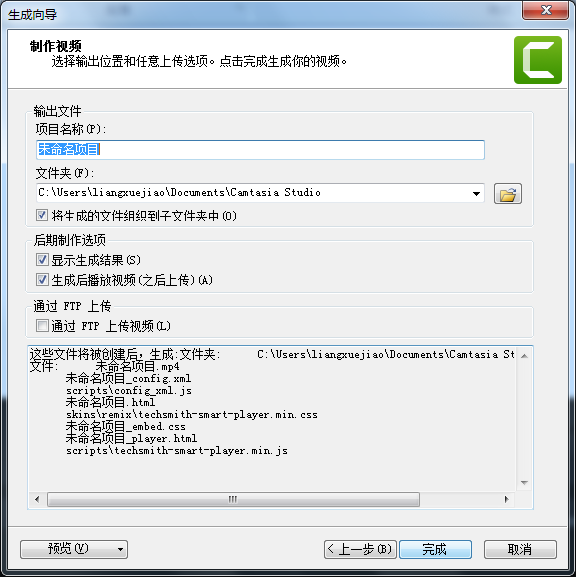 生成向导
制作视频
选择输出位置和任意上传选项。点击完成生成你的视频。
输出文件
项目名称(P):
未命名项目
文件夹(F):
C:\Users\liangxuejiao\Documents\Camtasia Studio
将生成的文件组织到子文件夹中(O)
后期制作选项
显示生成结果(S)
生成后播放视频(之后上传)(A)
通过 FTP 上传
通过 FTP 上传视频(L)
这些文件将被创建后，生成:文件夹: C:\Users\liangxuejiao\Documents\Camtasia St
文件: 未命名项目.mp4
未命名项目_config.xml
scripts\config_xml.js
未命名项目.html
skins\remix\techsmith-smart-player.min.css
未命名项目_embed.css
未命名项目_player.html
scripts\techsmith-smart-player.min.js
预览(V) < 上一步(B) 完成 取消